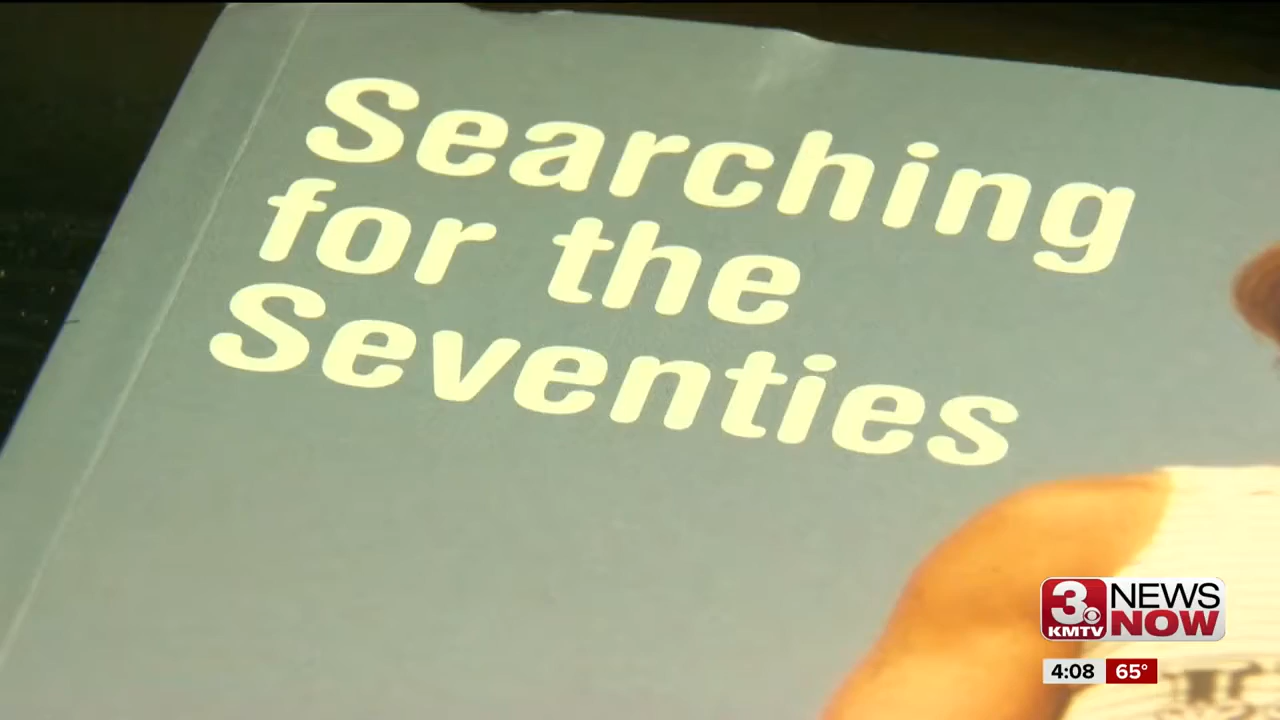 Searching
for the
Seventies
3 NEWS
KMTV NOW
4:08 65°